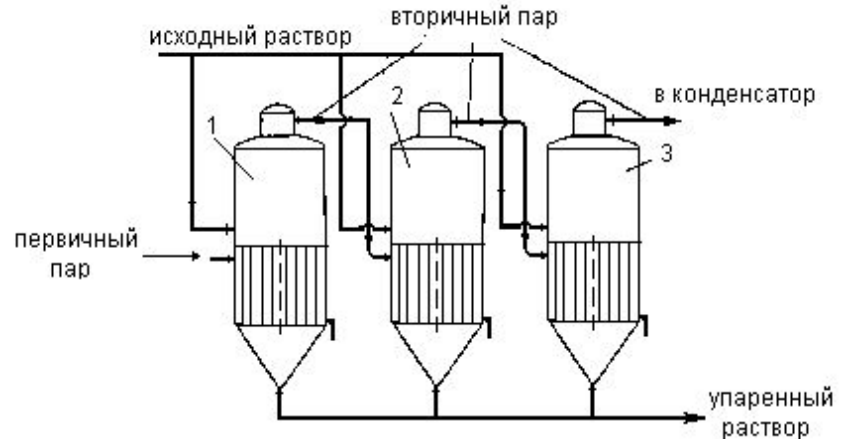 вторичный пар
исходный раствор
в конденсатор
1
2
3
первичный
пар
упаренный
раствор